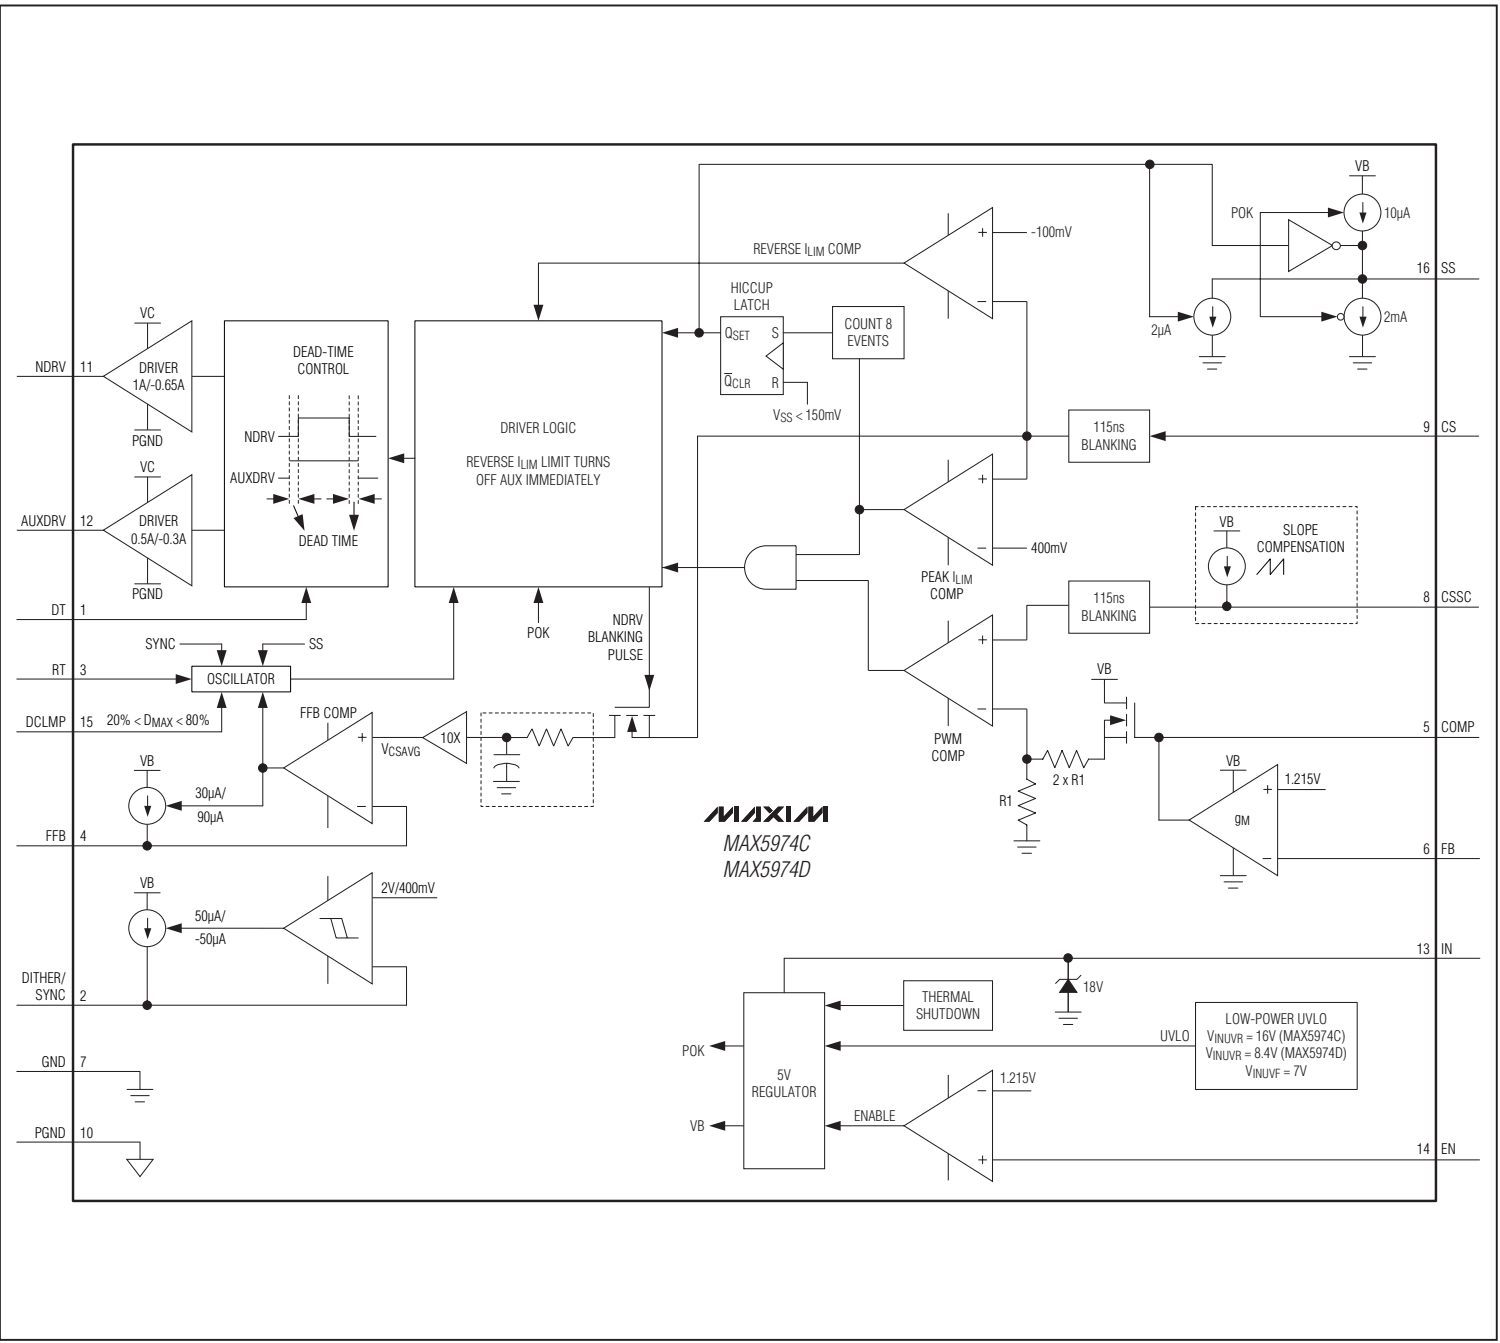 VB
POK
10µA
16 SS
2µA
2mA
REVERSE ILIM COMP
+
-100mV
−
HICCUP
LATCH
QSET S
Q̅CLR R
VSS < 150mV
COUNT 8
EVENTS
VC
NDRV 11
DRIVER
1A/-0.65A
PGND
DEAD-TIME
CONTROL
NDRV
AUXDRV
DEAD TIME
VC
AUXDRV 12
DRIVER
0.5A/-0.3A
PGND
DRIVER LOGIC
REVERSE ILIM LIMIT TURNS
OFF AUX IMMEDIATELY
115ns
BLANKING
9 CS
+
−
400mV
PEAK ILIM
COMP
VB
SLOPE
COMPENSATION
115ns
BLANKING
8 CSSC
DT 1
SYNC
SS
RT 3
OSCILLATOR
DCLMP 15 20% < DMAX < 80%
POK
NDRV
BLANKING
PULSE
+
−
PWM
COMP
VB
5 COMP
2 x R1
R1
VB
1.215V
+
gM
−
6 FB
FFB COMP
+
−
VCSAVG
10X
VB
30µA/
90µA
FFB 4
MAXIM
MAX5974C
MAX5974D
VB
50µA/
-50µA
2V/400mV
DITHER/
SYNC 2
GND 7
PGND 10
13 IN
18V
THERMAL
SHUTDOWN
UVLO
LOW-POWER UVLO
VINUVR = 16V (MAX5974C)
VINUVR = 8.4V (MAX5974D)
VINUVF = 7V
POK
5V
REGULATOR
VB
ENABLE
1.215V
−
+
14 EN